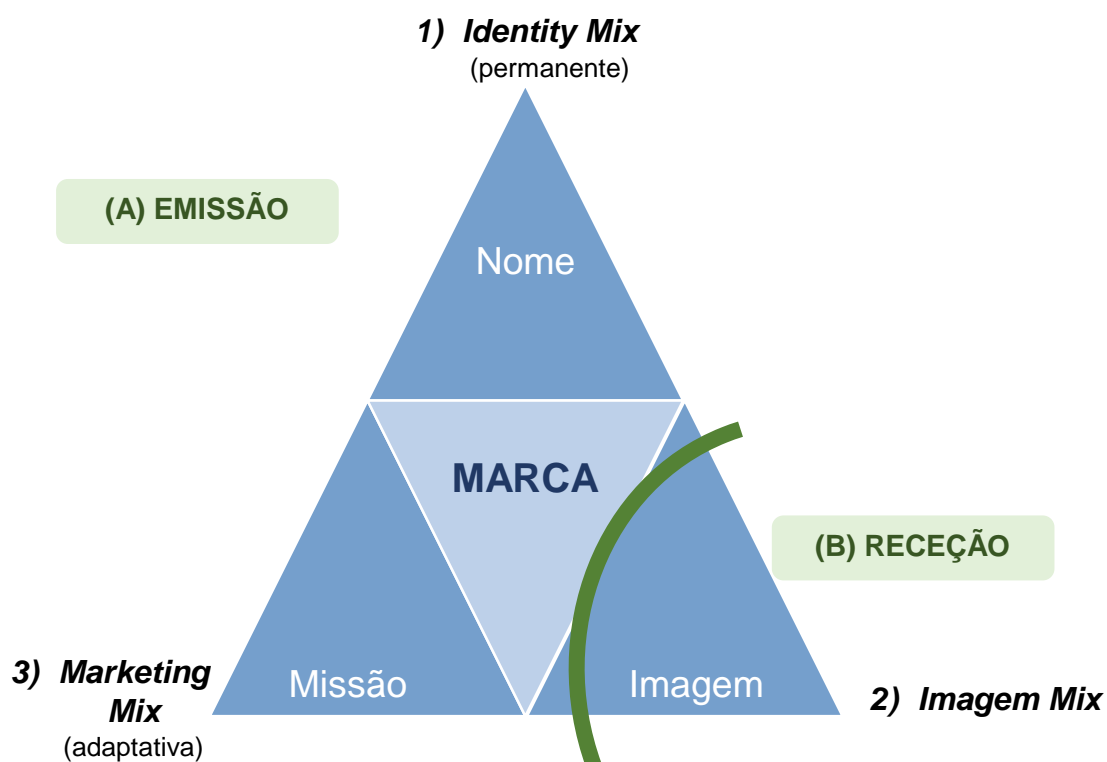 1) Identity Mix
(permanente)
(A) EMISSÃO
Nome
MARCA
(B) RECEÇÃO
3) Marketing
Mix
(adaptativa)
Missão
Imagem
2) Imagem Mix